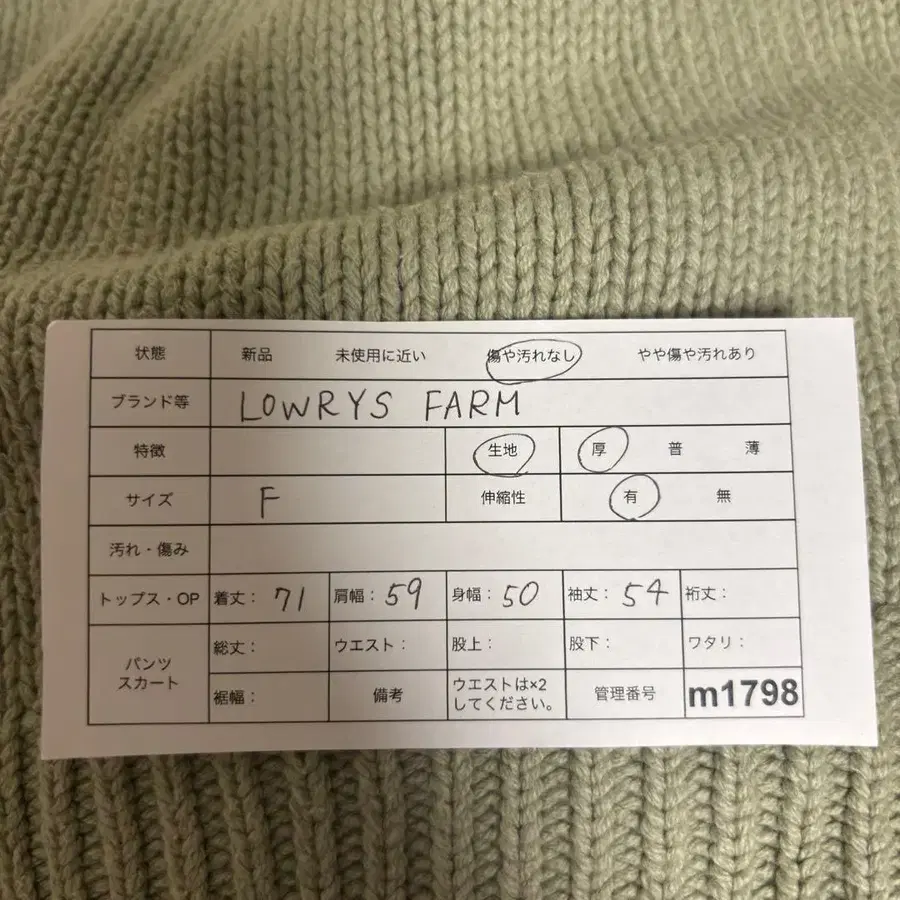 状態 新品 未使用に近い 傷や汚れなし やや傷や汚れあり
ブランド等 LOWRYS FARM
特徴 生地 厚 普 薄
サイズ F 伸縮性 有 無
汚れ・傷み
トップス・OP 着丈： 71 肩幅：59 身幅：50 袖丈：54 裄丈：
パンツ
スカート
総丈： ウエスト： 股上： 股下： ワタリ：
裾幅： 備考 ウエストは×2
してください。 管理番号 m1798